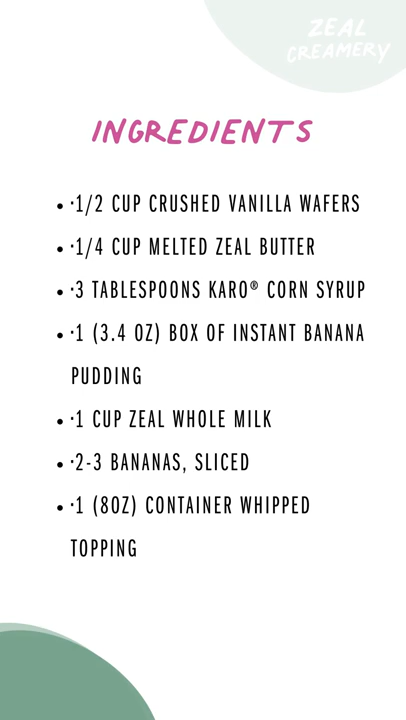 ZEAL
CREAMERY
INGREDIENTS
• ·1/2 CUP CRUSHED VANILLA WAFERS
• ·1/4 CUP MELTED ZEAL BUTTER
• ·3 TABLESPOONS KARO® CORN SYRUP
• ·1 (3.4 OZ) BOX OF INSTANT BANANA
PUDDING
• ·1 CUP ZEAL WHOLE MILK
• ·2-3 BANANAS, SLICED
• ·1 (8OZ) CONTAINER WHIPPED
TOPPING